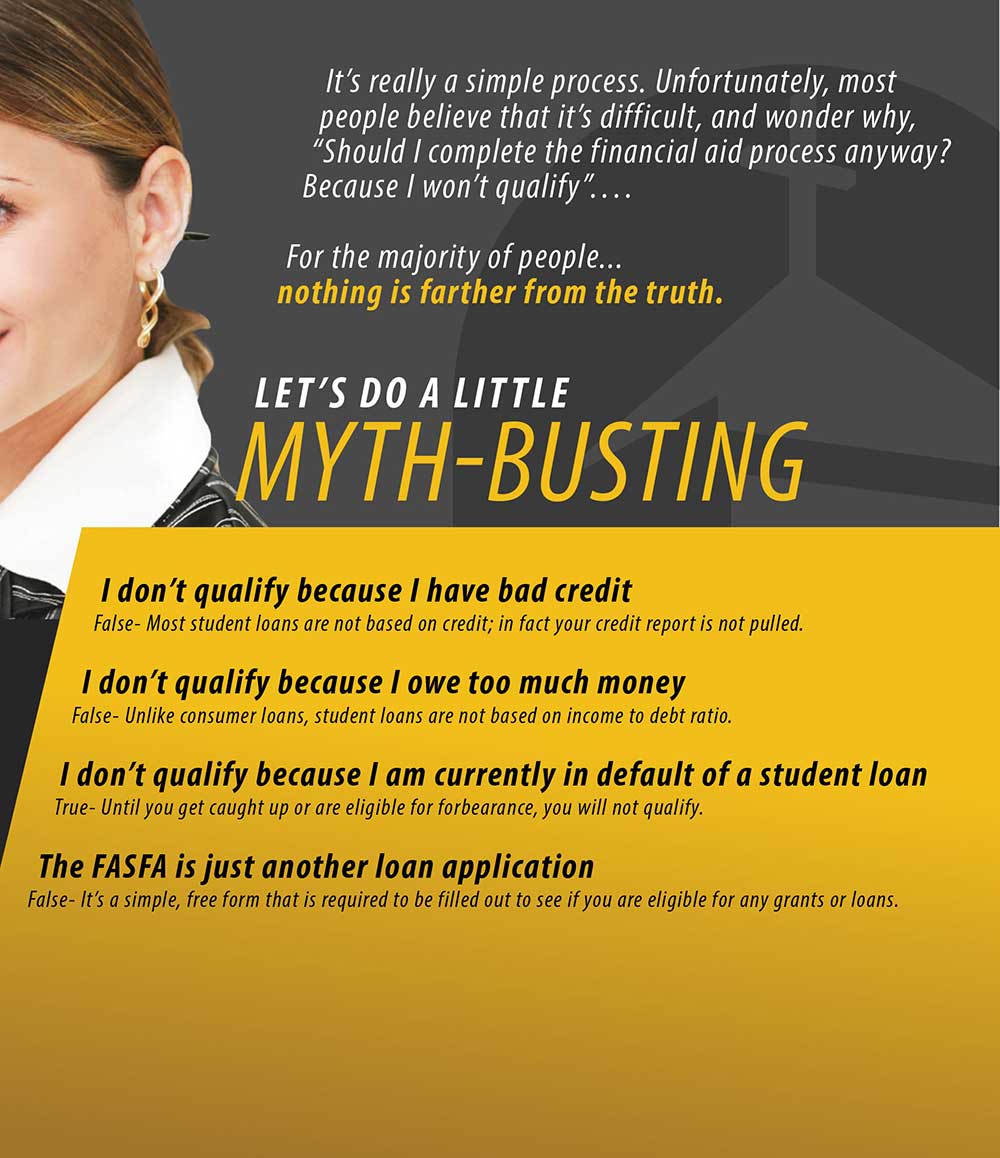 It’s really a simple process. Unfortunately, most
people believe that it’s difficult, and wonder why,
“Should I complete the financial aid process anyway?
Because I won’t qualify”....
For the majority of people...
nothing is farther from the truth.
LET’S DO A LITTLE
MYTH-BUSTING
I don’t qualify because I have bad credit
False- Most student loans are not based on credit; in fact your credit report is not pulled.
I don’t qualify because I owe too much money
False- Unlike consumer loans, student loans are not based on income to debt ratio.
I don’t qualify because I am currently in default of a student loan
True- Until you get caught up or are eligible for forbearance, you will not qualify.
The FASFA is just another loan application
False- It’s a simple, free form that is required to be filled out to see if you are eligible for any grants or loans.